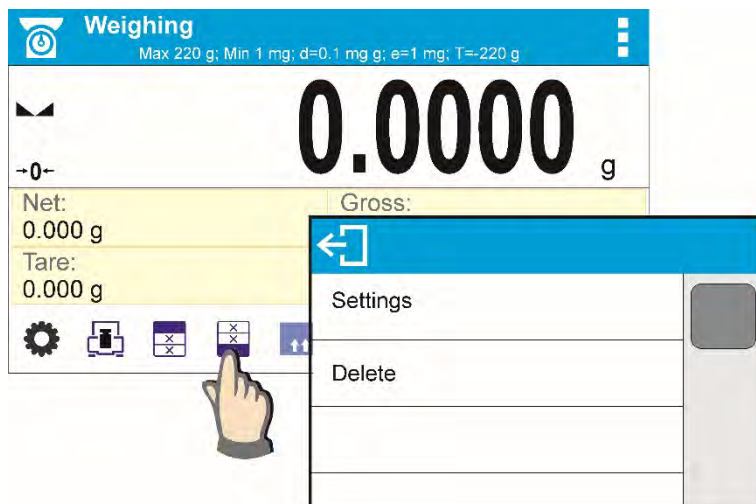 Weighing
Max 220 g; Min 1 mg; d=0.1 mg g; e=1 mg; T=-220 g
0.0000 g
→0←
Net:
0.000 g
Gross:
Tare:
0.000 g
Settings
Delete